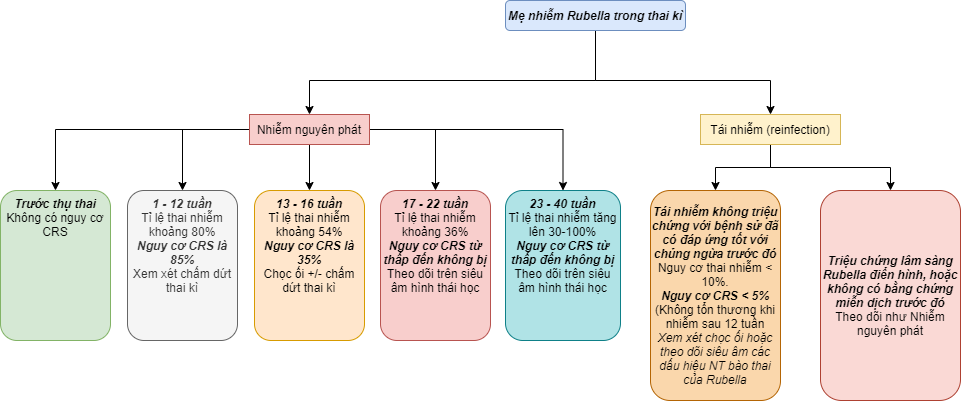 Mẹ nhiễm Rubella trong thai kì
Nhiễm nguyên phát
Tái nhiễm (reinfection)
Trước thụ thai
Không có nguy cơ
CRS
1 - 12 tuần
Tỉ lệ thai nhiễm
khoảng 80%
Nguy cơ CRS là
85%
Xem xét chấm dứt
thai kì
13 - 16 tuần
Tỉ lệ thai nhiễm
khoảng 54%
Nguy cơ CRS là
35%
Chọc ối +/- chấm
dứt thai kì
17 - 22 tuần
Tỉ lệ thai nhiễm
khoảng 36%
Nguy cơ CRS từ
thấp đến không bị
Theo dõi trên siêu
âm hình thái học
23 - 40 tuần
Tỉ lệ thai nhiễm tăng
lên 30-100%
Nguy cơ CRS từ
thấp đến không bị
Theo dõi trên siêu
âm hình thái học
Tái nhiễm không triệu
chứng với bệnh sử đã
có đáp ứng tốt với
chủng ngừa trước đó
Nguy cơ thai nhiễm <
10%.
Nguy cơ CRS < 5%
(Không tổn thương khi
nhiễm sau 12 tuần
Xem xét chọc ối hoặc
theo dõi siêu âm các
dấu hiệu NT bào thai
của Rubella
Triệu chứng lâm sàng
Rubella điển hình, hoặc
không có bằng chứng
miễn dịch trước đó
Theo dõi như Nhiễm
nguyên phát